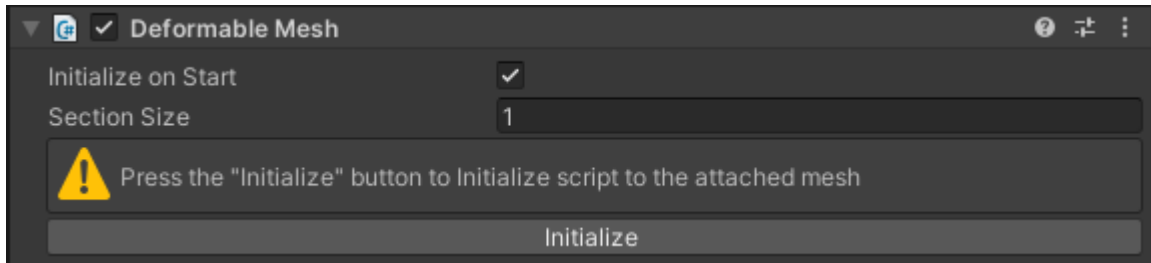 Deformable Mesh
Initialize on Start
Section Size 1
Press the "Initialize" button to Initialize script to the attached mesh
Initialize